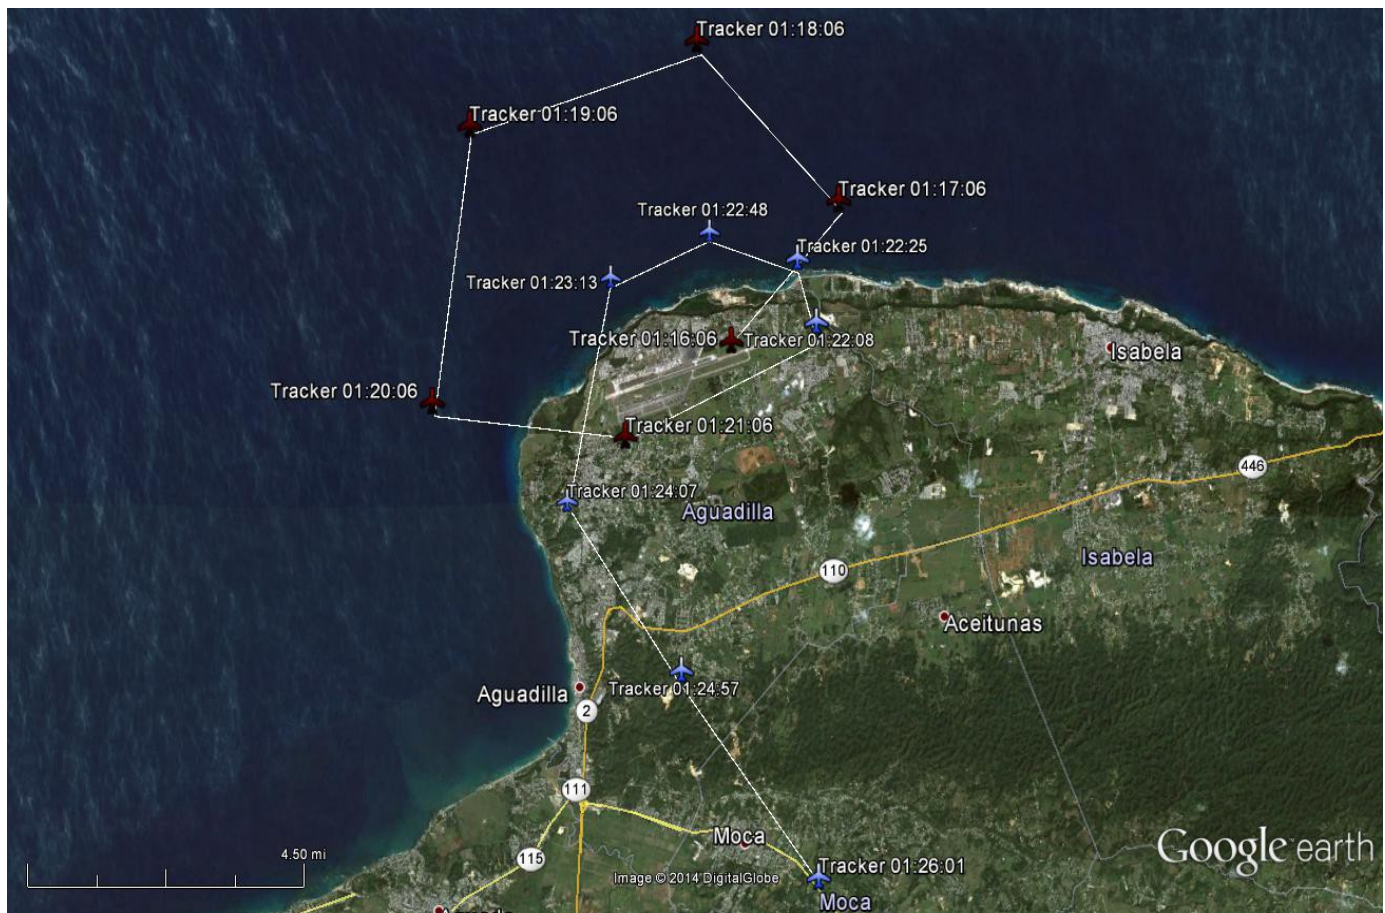 Tracker 01:18:06
Tracker 01:19:06
Tracker 01:17:06
Tracker 01:22:48
Tracker 01:22:25
Tracker 01:23:13
Tracker 01:16:06
Tracker 01:22:08
Isabela
Tracker 01:20:06
Tracker 01:21:06
446
Tracker 01:24:07
Aguadilla
Isabela
110
Aceitunas
Tracker 01:24:57
Aguadilla
2
111
Moca
Google earth
4.50 mi
115
Tracker 01:26:01
Image © 2014 DigitalGlobe
Moca